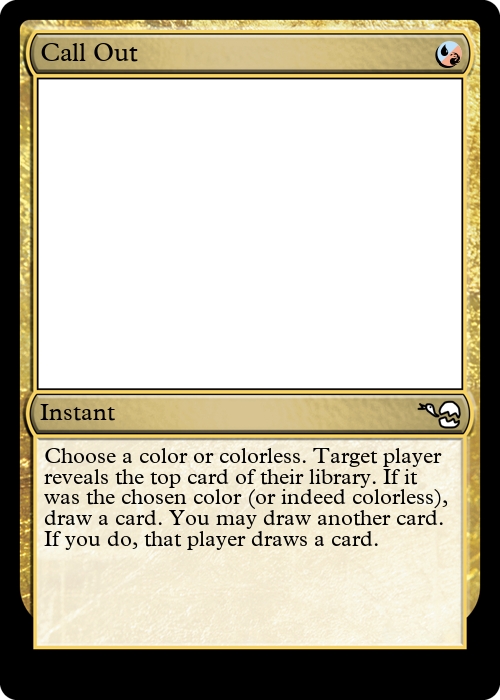 Call Out
Instant
Choose a color or colorless. Target player
reveals the top card of their library. If it
was the chosen color (or indeed colorless),
draw a card. You may draw another card.
If you do, that player draws a card.